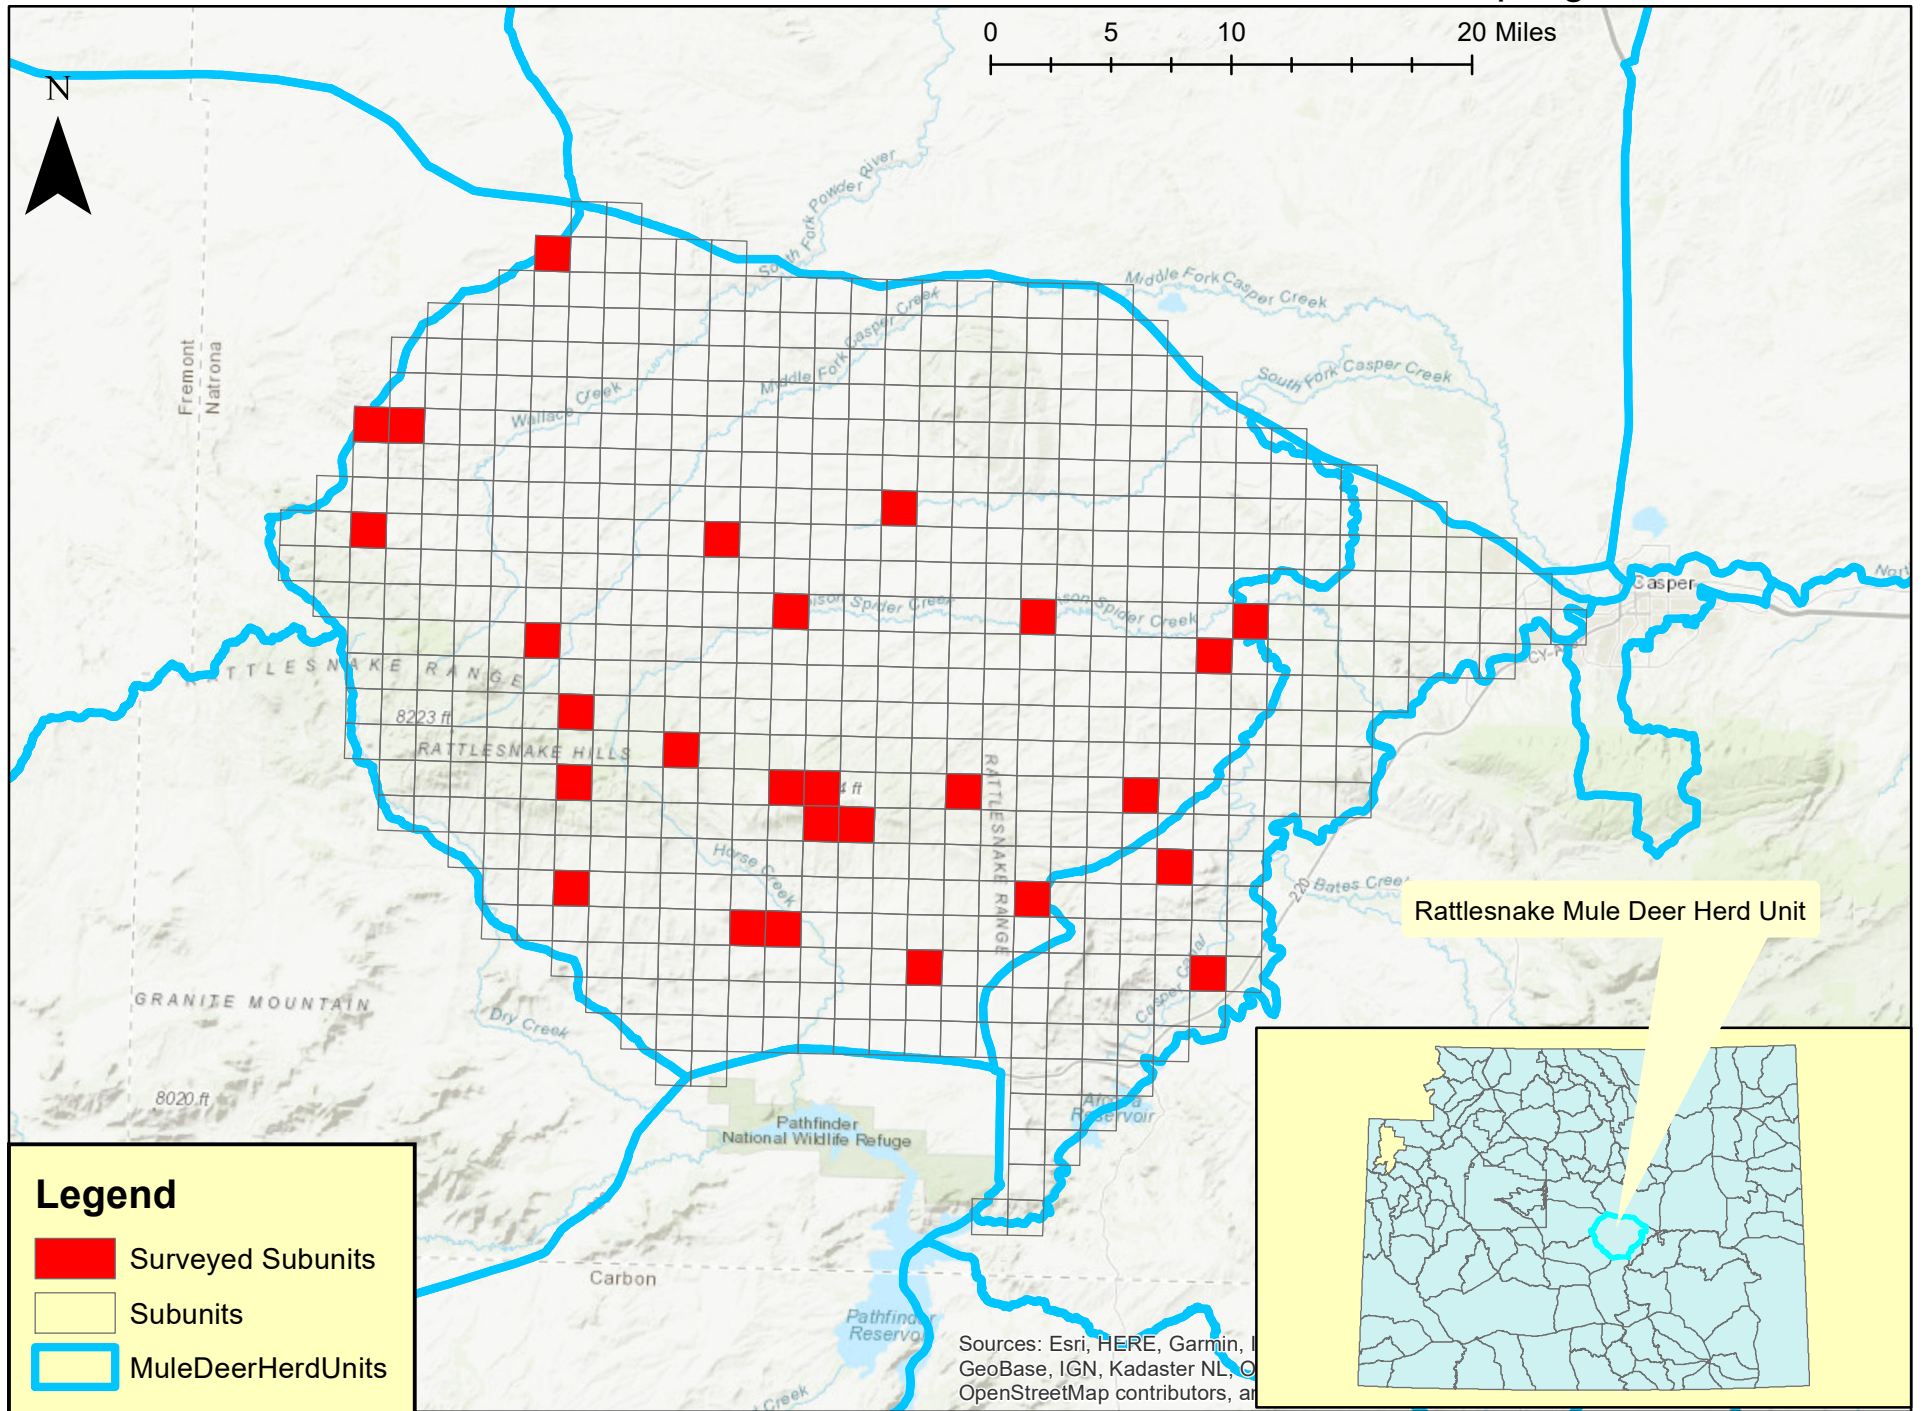 0 5 10 20 Miles
N
South Fork Powder River
Middle Fork Casper Creek
Middle Fork Casper Creek
South Fork Casper Creek
Wallace Creek
Fremont
Natrona
Casper
Spider Creek
Spider Creek
CY-A
RATTLESNAKE RANGE
8223 ft
RATTLESNAKE HILLS
4 ft
RATTLESNAKE RANGE
Horse Creek
220
Bates Creek
Rattlesnake Mule Deer Herd Unit
Casper Canal
GRANITE MOUNTAIN
Dry Creek
8020 ft
Reservoir
Pathfinder
National Wildlife Refuge
Carbon
Pathfinder
Reservoir
Creek
Legend
Surveyed Subunits
Subunits
MuleDeerHerdUnits
Sources: Esri, HERE, Garmin,
GeoBase, IGN, Kadaster NL,
OpenStreetMap contributors,